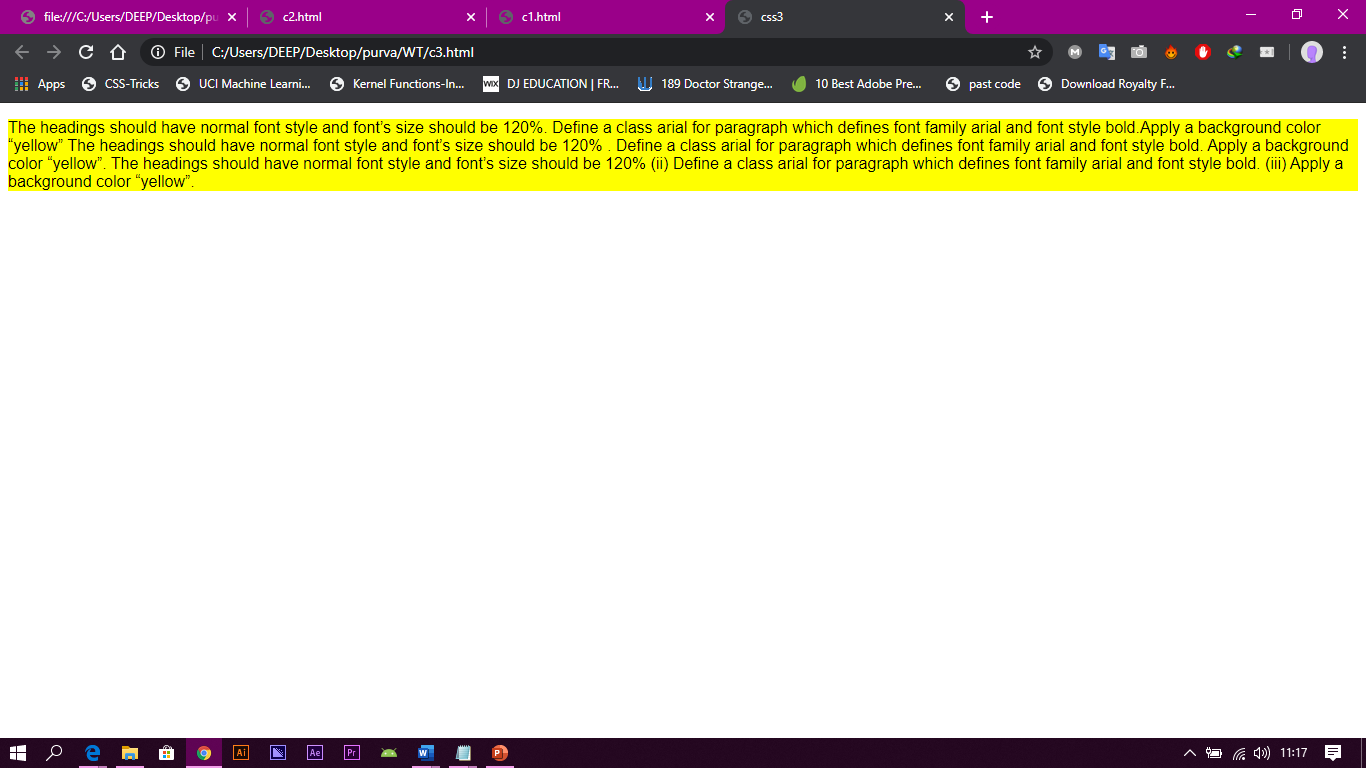 file:///C:/Users/DEEP/Desktop/pu
c2.html
c1.html
css3
File
C:/Users/DEEP/Desktop/purva/WT/c3.html
Apps
CSS-Tricks
UCI Machine Learni...
Kernel Functions-In...
WIX
DJ EDUCATION | FR...
189 Doctor Strange...
10 Best Adobe Pre...
past code
Download Royalty F...
The headings should have normal font style and font’s size should be 120%. Define a class arial for paragraph which defines font family arial and font style bold.Apply a background color
“yellow” The headings should have normal font style and font’s size should be 120% . Define a class arial for paragraph which defines font family arial and font style bold. Apply a background
color “yellow”. The headings should have normal font style and font’s size should be 120% (ii) Define a class arial for paragraph which defines font family arial and font style bold. (iii) Apply a
background color “yellow”.
Ai
Ae
Pr
11:17